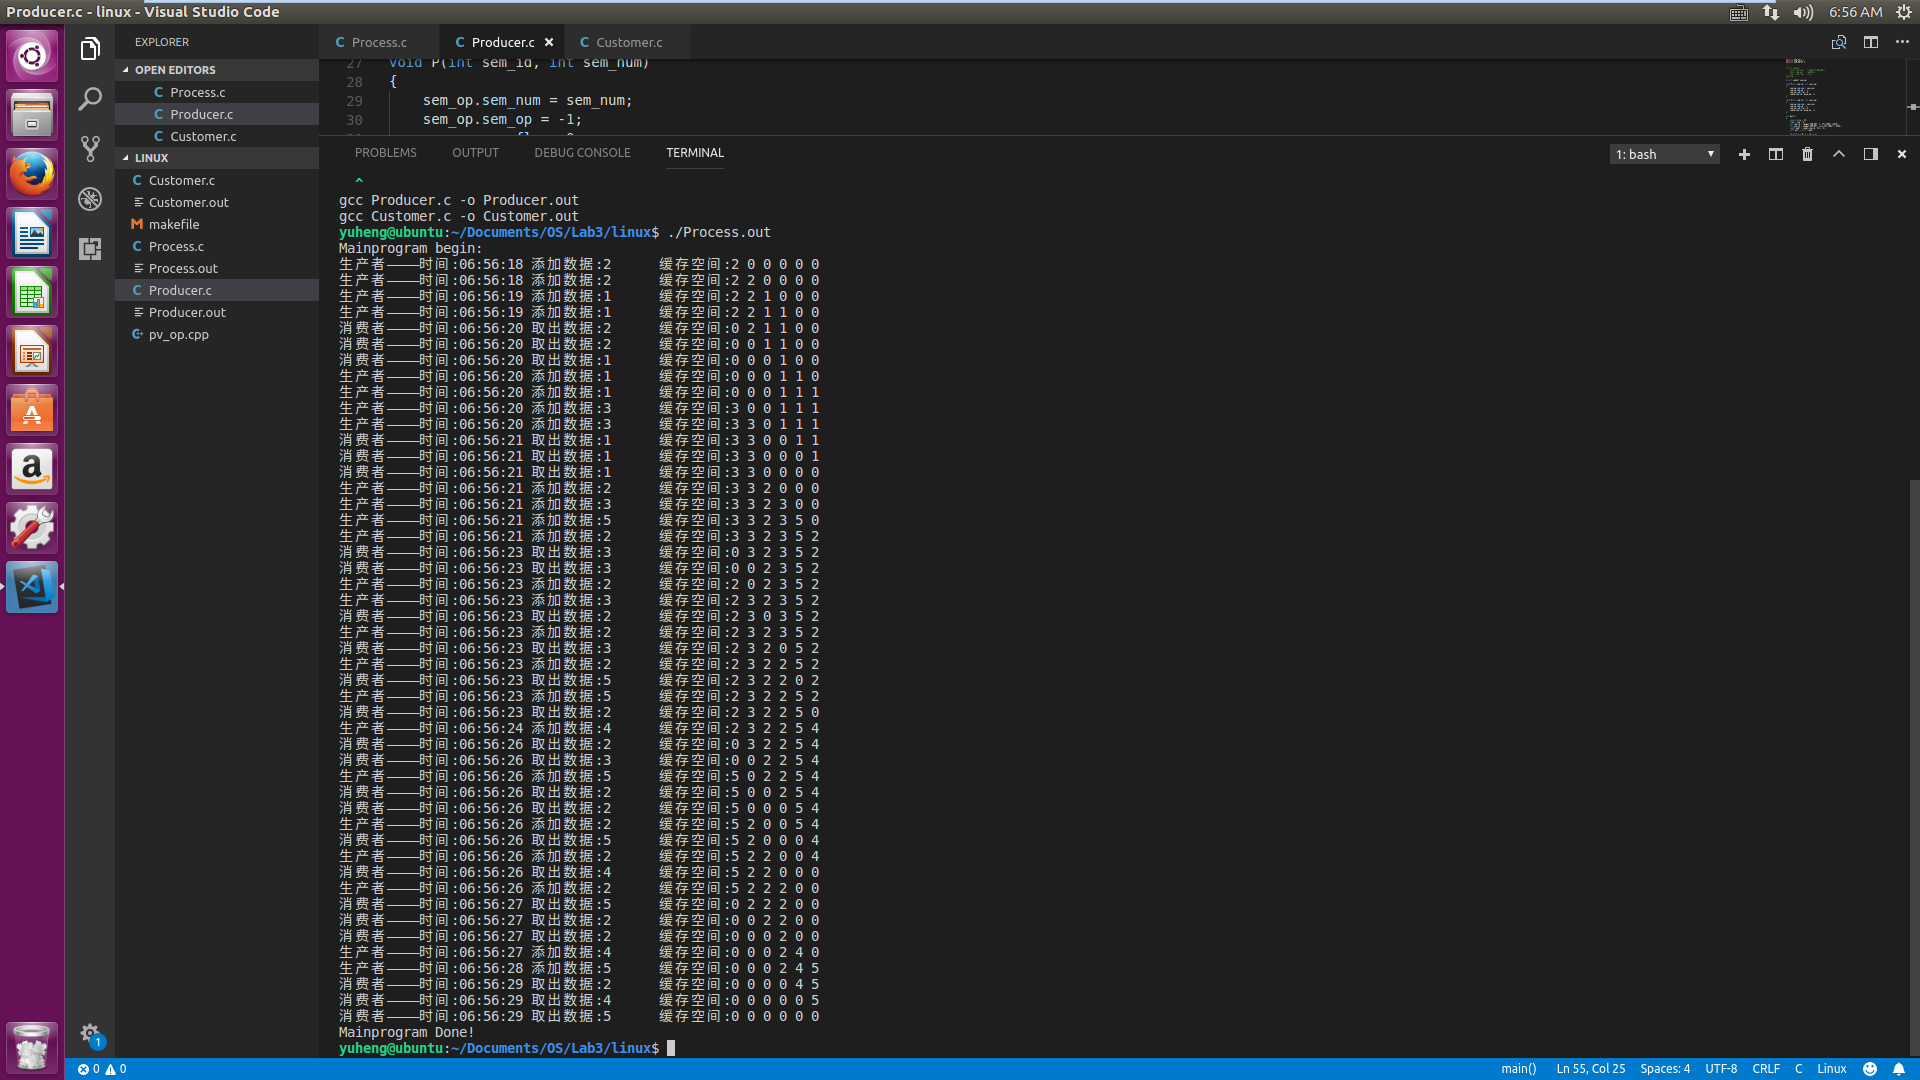 Producer.c - linux - Visual Studio Code
6:56 AM
EXPLORER
OPEN EDITORS
Process.c
Producer.c
Customer.c
LINUX
Customer.c
Customer.out
makefile
Process.c
Process.out
Producer.c
Producer.out
pv_op.cpp
Process.c
Producer.c
Customer.c
27 void P(int sem_id, int sem_num)
28 {
29 sem_op.sem_num = sem_num;
30 sem_op.sem_op = -1;
PROBLEMS OUTPUT DEBUG CONSOLE TERMINAL
1: bash
^
gcc Producer.c -o Producer.out
gcc Customer.c -o Customer.out
yuheng@ubuntu:~/Documents/OS/Lab3/linux$ ./Process.out
Mainprogram begin:
生产者————时间:06:56:18 添加数据:2 缓存空间:2 0 0 0 0 0
生产者————时间:06:56:18 添加数据:2 缓存空间:2 2 0 0 0 0
生产者————时间:06:56:19 添加数据:1 缓存空间:2 2 1 0 0 0
生产者————时间:06:56:19 添加数据:1 缓存空间:2 2 1 1 0 0
消费者————时间:06:56:20 取出数据:2 缓存空间:0 2 1 1 0 0
消费者————时间:06:56:20 取出数据:2 缓存空间:0 0 1 1 0 0
消费者————时间:06:56:20 取出数据:1 缓存空间:0 0 0 1 0 0
生产者————时间:06:56:20 添加数据:1 缓存空间:0 0 0 1 1 0
生产者————时间:06:56:20 添加数据:1 缓存空间:0 0 0 1 1 1
生产者————时间:06:56:20 添加数据:3 缓存空间:3 0 0 1 1 1
生产者————时间:06:56:20 添加数据:3 缓存空间:3 3 0 1 1 1
消费者————时间:06:56:21 取出数据:1 缓存空间:3 3 0 0 1 1
消费者————时间:06:56:21 取出数据:1 缓存空间:3 3 0 0 0 1
消费者————时间:06:56:21 取出数据:1 缓存空间:3 3 0 0 0 0
生产者————时间:06:56:21 添加数据:2 缓存空间:3 3 2 0 0 0
生产者————时间:06:56:21 添加数据:3 缓存空间:3 3 2 3 0 0
生产者————时间:06:56:21 添加数据:5 缓存空间:3 3 2 3 5 0
生产者————时间:06:56:21 添加数据:2 缓存空间:3 3 2 3 5 2
消费者————时间:06:56:23 取出数据:3 缓存空间:0 3 2 3 5 2
消费者————时间:06:56:23 取出数据:3 缓存空间:0 0 2 3 5 2
生产者————时间:06:56:23 添加数据:2 缓存空间:2 0 2 3 5 2
生产者————时间:06:56:23 添加数据:3 缓存空间:2 3 2 3 5 2
消费者————时间:06:56:23 取出数据:2 缓存空间:2 3 0 3 5 2
生产者————时间:06:56:23 添加数据:2 缓存空间:2 3 2 3 5 2
消费者————时间:06:56:23 取出数据:3 缓存空间:2 3 2 0 5 2
生产者————时间:06:56:23 添加数据:2 缓存空间:2 3 2 2 5 2
消费者————时间:06:56:23 取出数据:5 缓存空间:2 3 2 2 0 2
生产者————时间:06:56:23 添加数据:5 缓存空间:2 3 2 2 5 2
消费者————时间:06:56:23 取出数据:2 缓存空间:2 3 2 2 5 0
生产者————时间:06:56:24 添加数据:4 缓存空间:2 3 2 2 5 4
消费者————时间:06:56:26 取出数据:2 缓存空间:0 3 2 2 5 4
消费者————时间:06:56:26 取出数据:3 缓存空间:0 0 2 2 5 4
生产者————时间:06:56:26 添加数据:5 缓存空间:5 0 2 2 5 4
消费者————时间:06:56:26 取出数据:2 缓存空间:5 0 0 2 5 4
消费者————时间:06:56:26 取出数据:2 缓存空间:5 0 0 0 5 4
生产者————时间:06:56:26 添加数据:2 缓存空间:5 2 0 0 5 4
消费者————时间:06:56:26 取出数据:5 缓存空间:5 2 0 0 0 4
生产者————时间:06:56:26 添加数据:2 缓存空间:5 2 2 0 0 4
消费者————时间:06:56:26 取出数据:4 缓存空间:5 2 2 0 0 0
生产者————时间:06:56:26 添加数据:2 缓存空间:5 2 2 2 0 0
消费者————时间:06:56:27 取出数据:5 缓存空间:0 2 2 2 0 0
消费者————时间:06:56:27 取出数据:2 缓存空间:0 0 2 2 0 0
消费者————时间:06:56:27 取出数据:2 缓存空间:0 0 0 2 0 0
生产者————时间:06:56:27 添加数据:4 缓存空间:0 0 0 2 4 0
生产者————时间:06:56:28 添加数据:5 缓存空间:0 0 0 2 4 5
消费者————时间:06:56:29 取出数据:2 缓存空间:0 0 0 0 4 5
消费者————时间:06:56:29 取出数据:4 缓存空间:0 0 0 0 0 5
消费者————时间:06:56:29 取出数据:5 缓存空间:0 0 0 0 0 0
Mainprogram Done!
yuheng@ubuntu:~/Documents/OS/Lab3/linux$
1
0 0 main() Ln 55, Col 25 Spaces: 4 UTF-8 CRLF C Linux